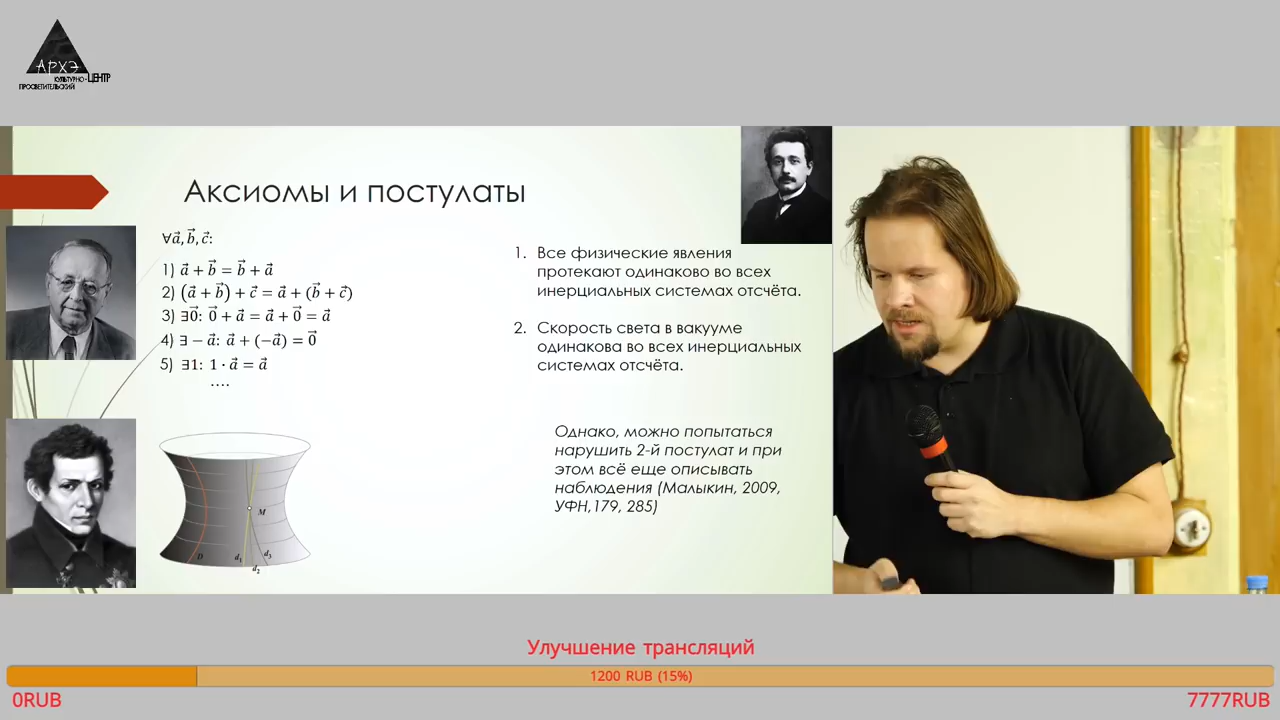 АРХЭ
КУЛЬТУРНО-
ПРОСВЕТИТЕЛЬСКИЙ
ЦЕНТР
Аксиомы и постулаты
∀a⃗, b⃗, c⃗:
1) a⃗ + b⃗ = b⃗ + a⃗
2) (a⃗ + b⃗) + c⃗ = a⃗ + (b⃗ + c⃗)
3) ∃0⃗: 0⃗ + a⃗ = a⃗ + 0⃗ = a⃗
4) ∃ − a⃗: a⃗ + (−a⃗) = 0⃗
5) ∃1: 1 · a⃗ = a⃗
....
M
D
d₁
d₃
d₂
1. Все физические явления
протекают одинаково во всех
инерциальных системах отсчёта.
2. Скорость света в вакууме
одинакова во всех инерциальных
системах отсчёта.
Однако, можно попытаться
нарушить 2-й постулат и при
этом всё еще описывать
наблюдения (Малыкин, 2009,
УФН,179, 285)
Улучшение трансляций
1200 RUB (15%)
0RUB
7777RUB